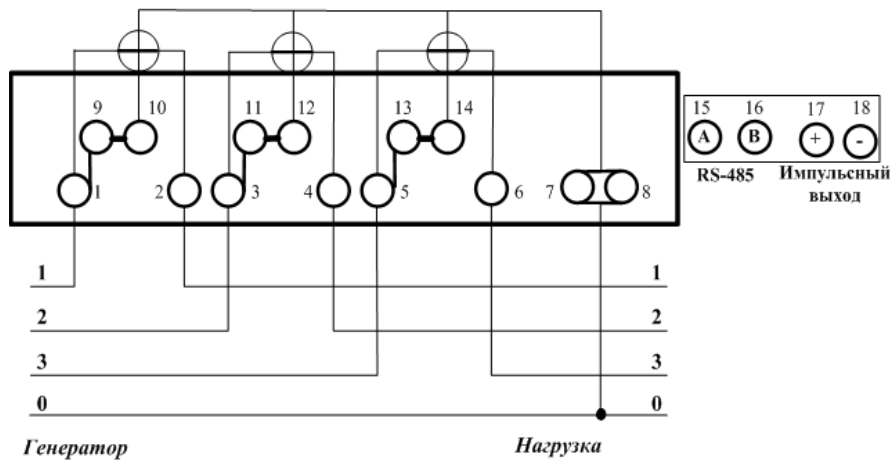 9 10 11 12 13 14
1 2 3 4 5 6 7 8
15 16 17 18
A B + -
RS-485 Импульсный
выход
1 1
2 2
3 3
0 0
Генератор Нагрузка